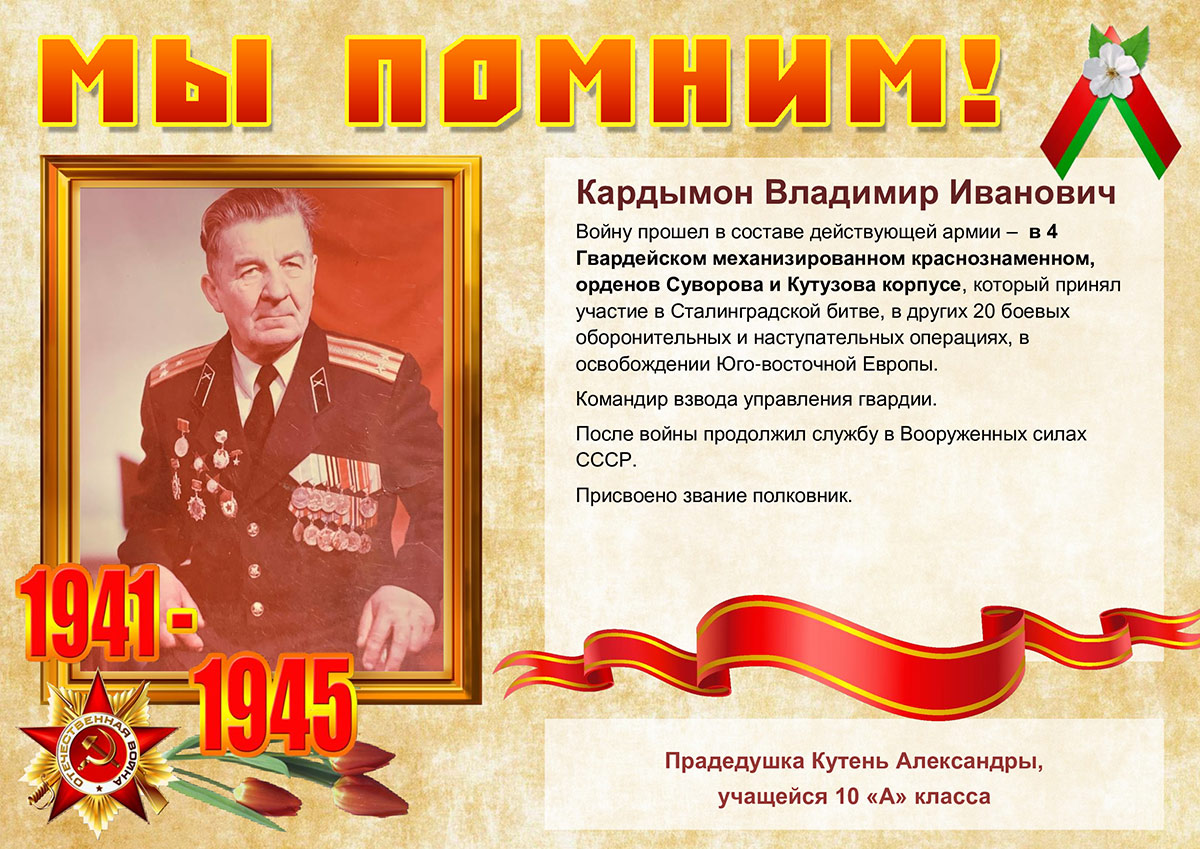 МЫ ПОМНИМ!
Кардымон Владимир Иванович
Войну прошел в составе действующей армии – в 4
Гвардейском механизированном краснознаменном,
орденов Суворова и Кутузова корпусе, который принял
участие в Сталинградской битве, в других 20 боевых
оборонительных и наступательных операциях, в
освобождении Юго-восточной Европы.
Командир взвода управления гвардии.
После войны продолжил службу в Вооруженных силах
СССР.
Присвоено звание полковник.
1941 -
1945
ОТЕЧЕСТВЕННАЯ ВОЙНА
Прадедушка Кутень Александры,
учащейся 10 «А» класса